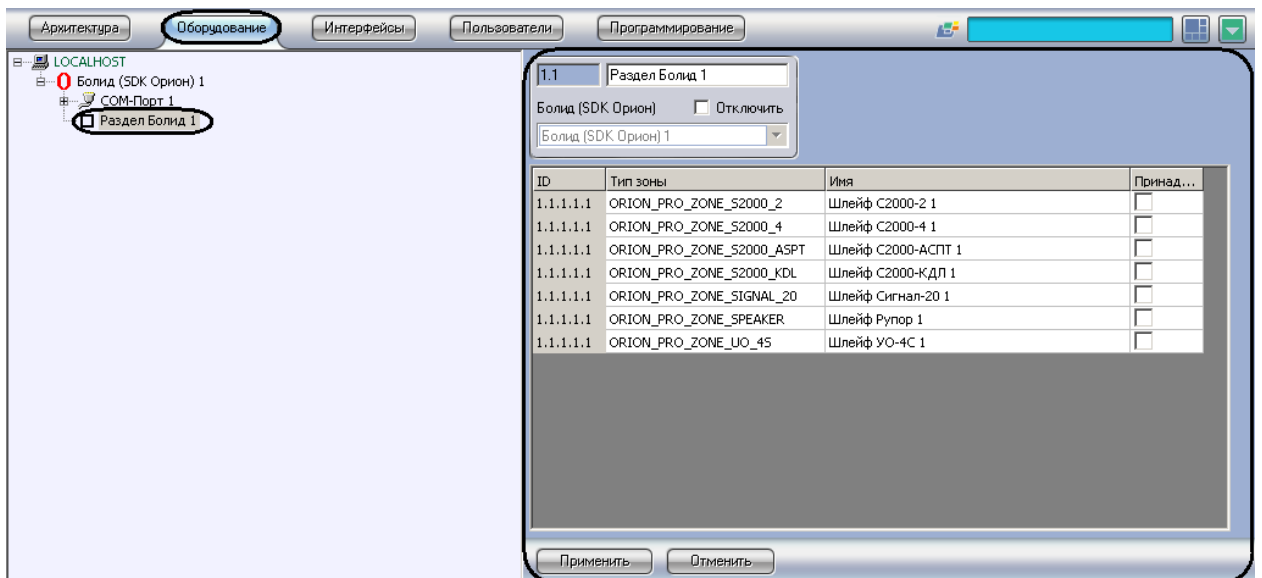 Архитектура Оборудование Интерфейсы Пользователи Программирование
LOCALHOST
Болид (SDK Орион) 1
COM-Порт 1
Раздел Болид 1
1.1 Раздел Болид 1
Болид (SDK Орион) Отключить
Болид (SDK Орион) 1
ID Тип зоны Имя Принад...
1.1.1.1.1 ORION_PRO_ZONE_S2000_2 Шлейф С2000-2 1
1.1.1.1.1 ORION_PRO_ZONE_S2000_4 Шлейф С2000-4 1
1.1.1.1.1 ORION_PRO_ZONE_S2000_ASPT Шлейф С2000-АСПТ 1
1.1.1.1.1 ORION_PRO_ZONE_S2000_KDL Шлейф С2000-КДЛ 1
1.1.1.1.1 ORION_PRO_ZONE_SIGNAL_20 Шлейф Сигнал-20 1
1.1.1.1.1 ORION_PRO_ZONE_SPEAKER Шлейф Рупор 1
1.1.1.1.1 ORION_PRO_ZONE_UO_4S Шлейф УО-4С 1
Применить Отменить